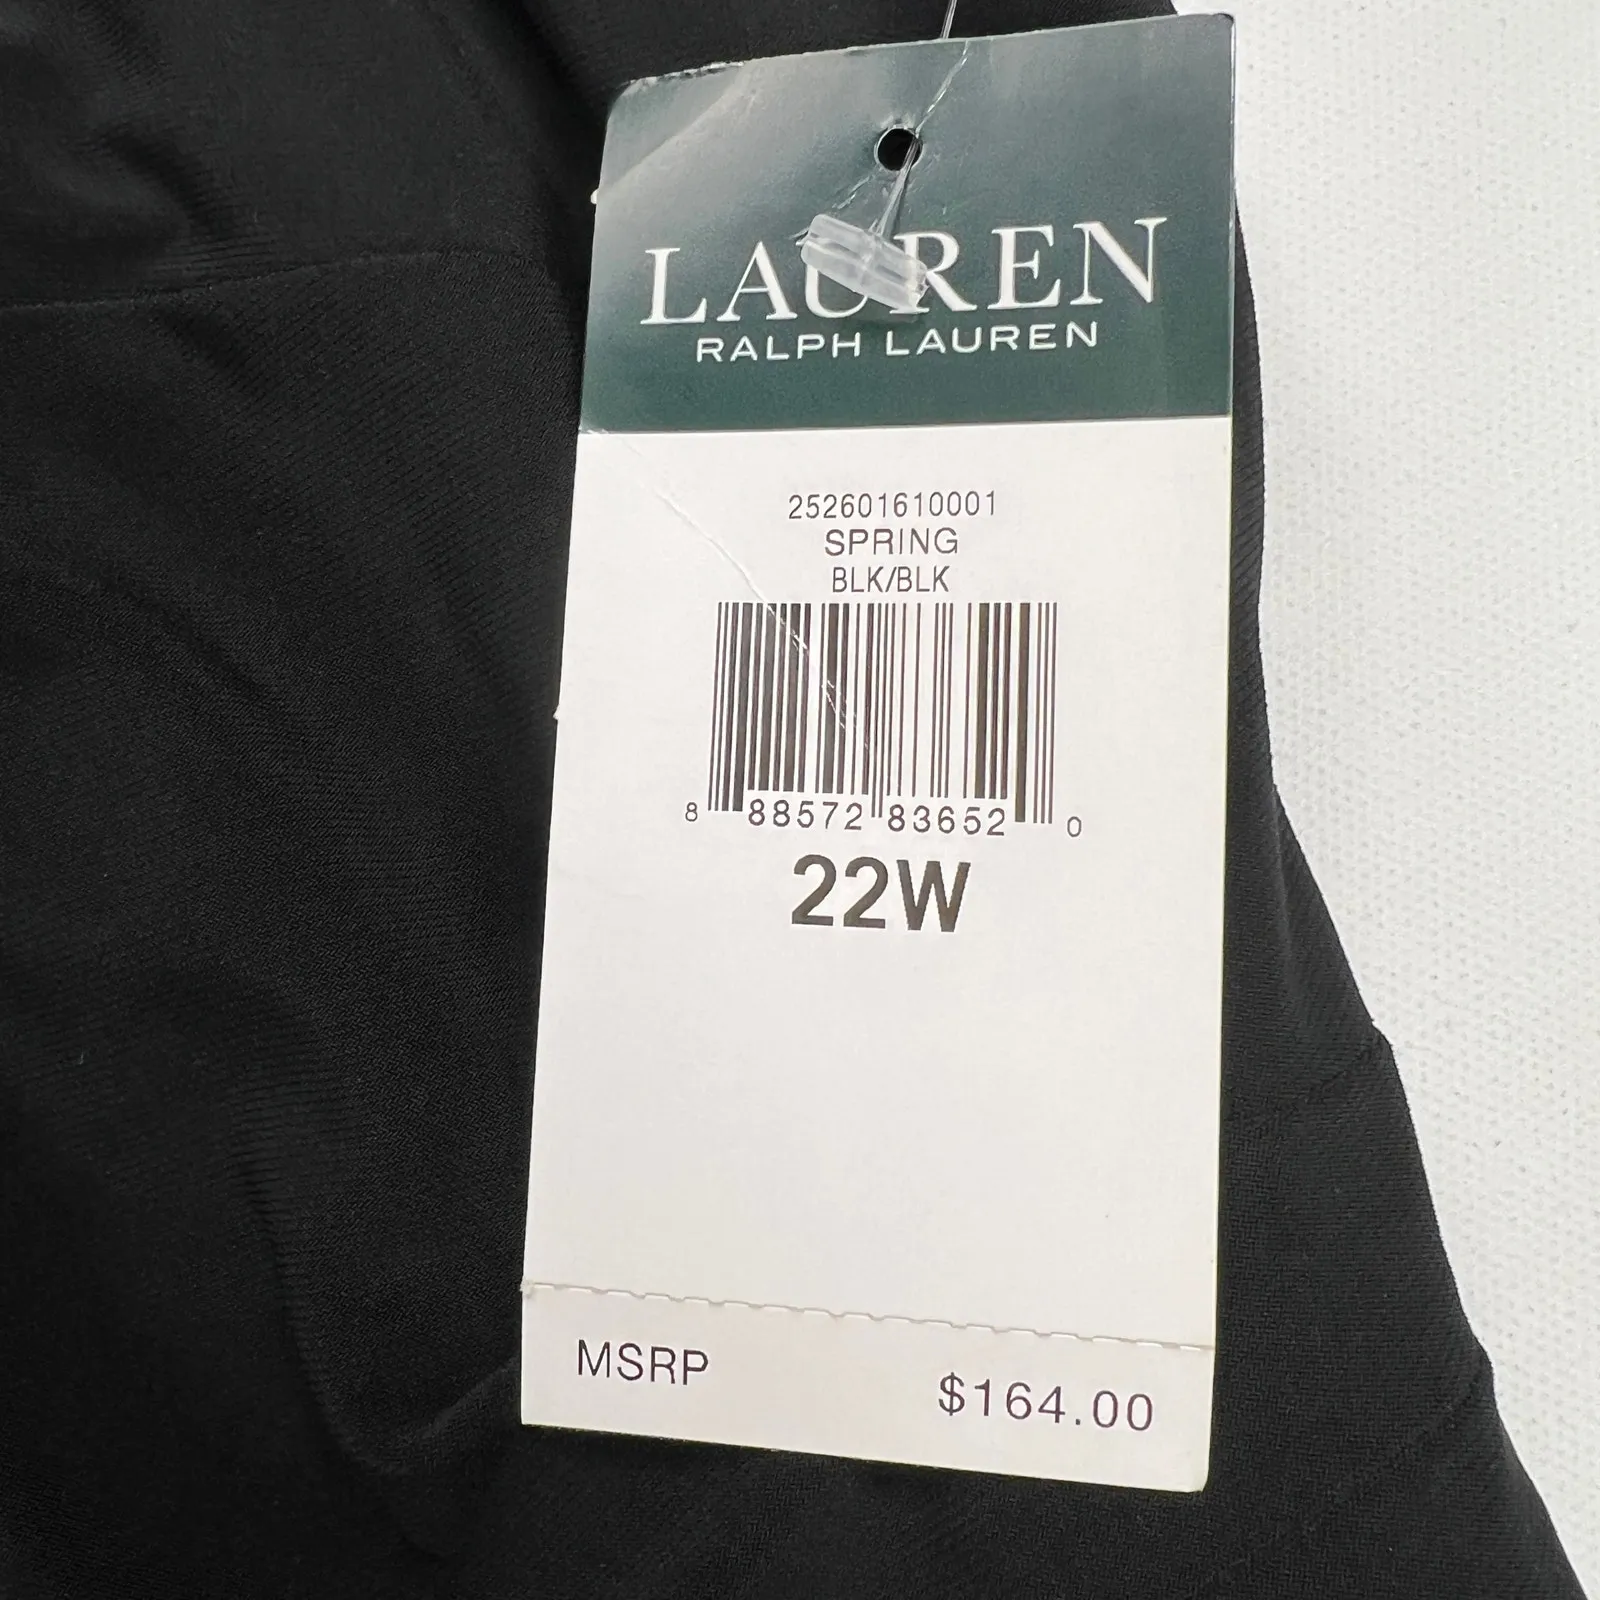 LAUREN
RALPH LAUREN
252601610001
SPRING
BLK/BLK
8 88572 83652 0
22W
MSRP $164.00